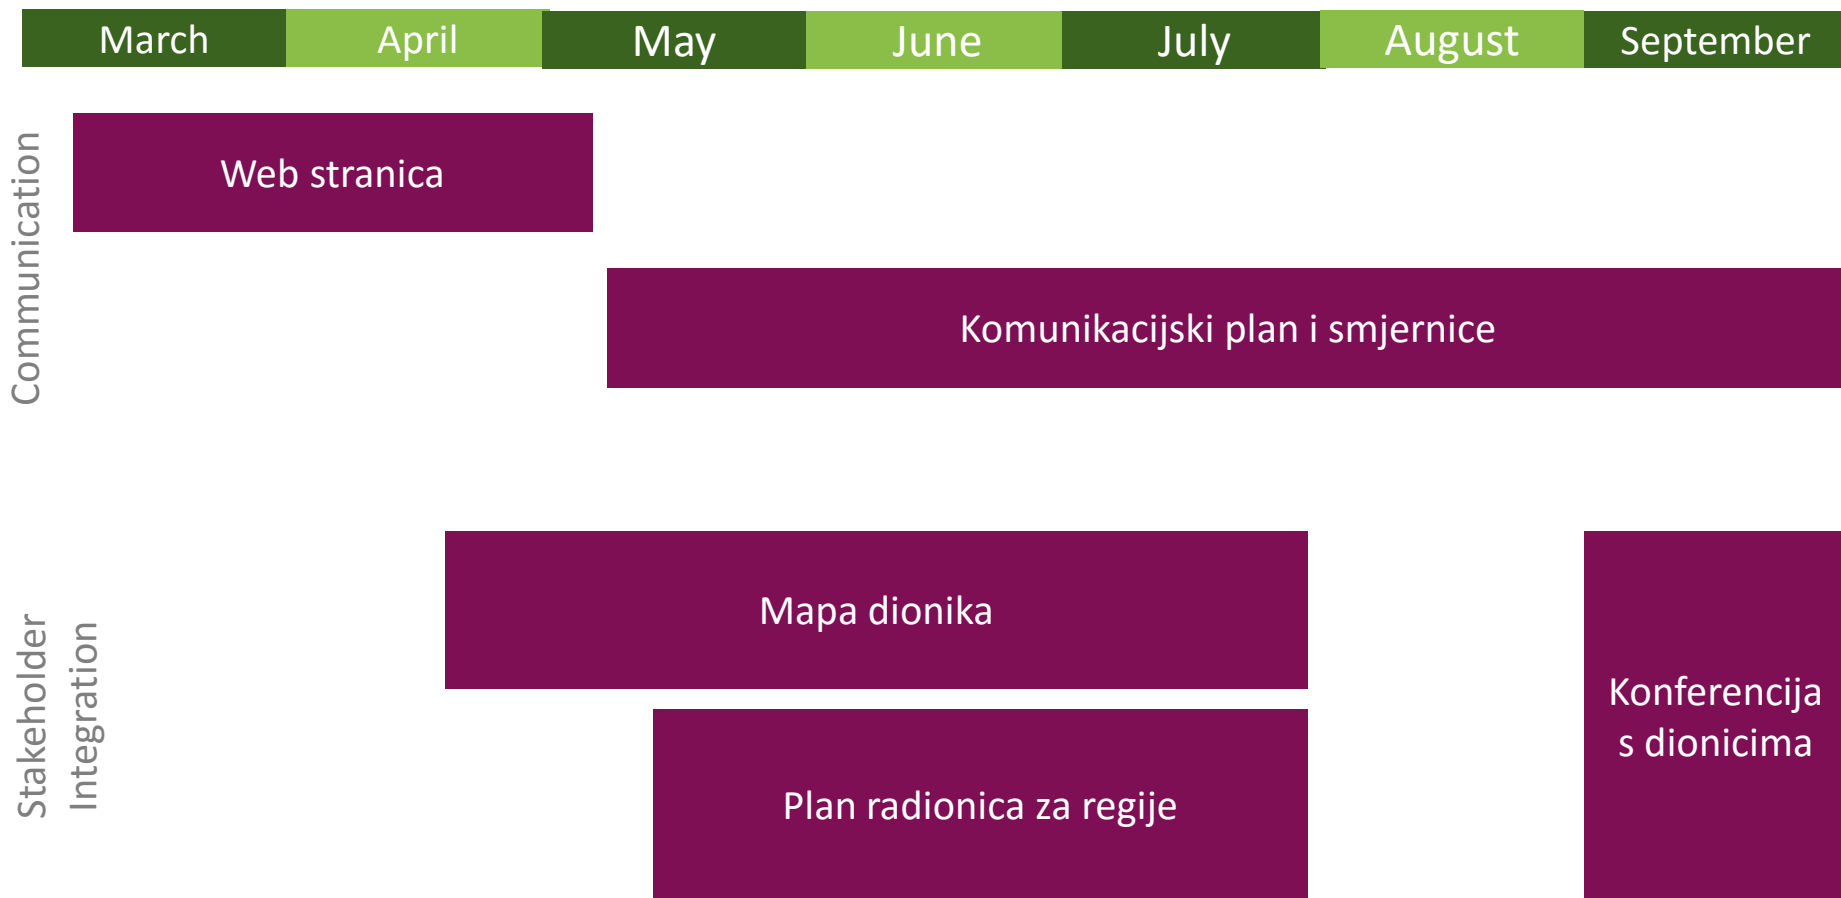 March
April
May
June
July
August
September
Communication
Web stranica
Komunikacijski plan i smjernice
Stakeholder
Integration
Mapa dionika
Plan radionica za regije
Konferencija
s dionicima